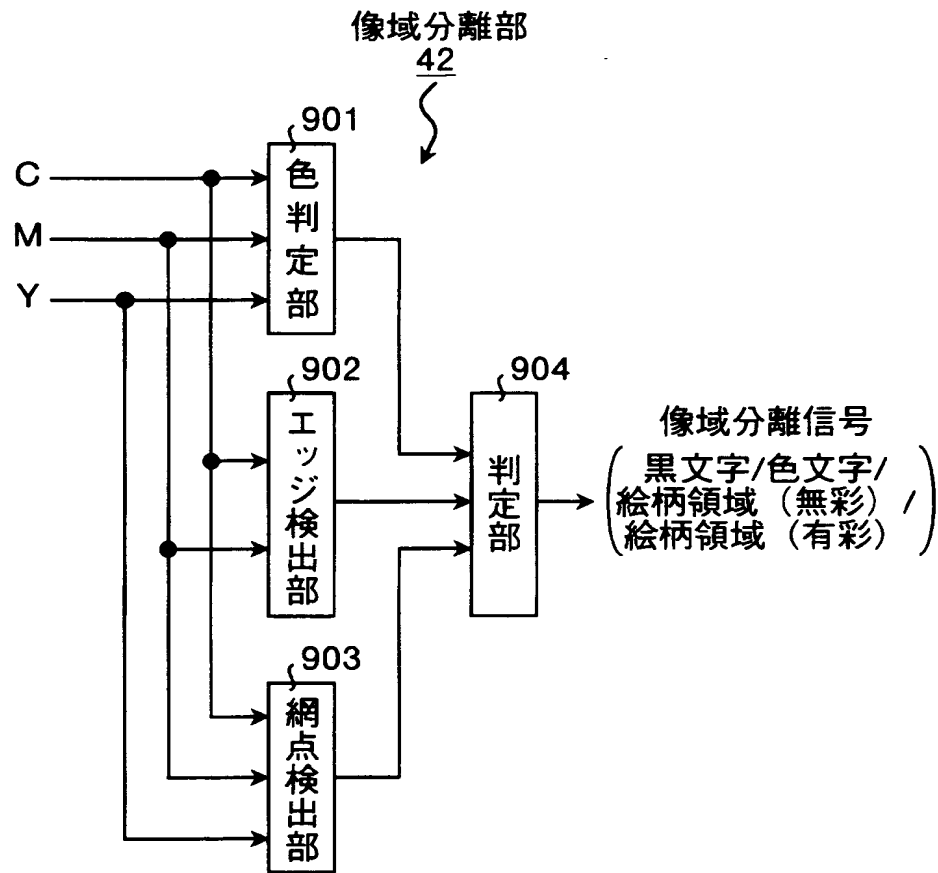 像域分離部
42
901
C
M
Y
色判定部
902
エッジ検出部
903
網点検出部
904
判定部
像域分離信号
黒文字/色文字/
絵柄領域（無彩）/
絵柄領域（有彩）